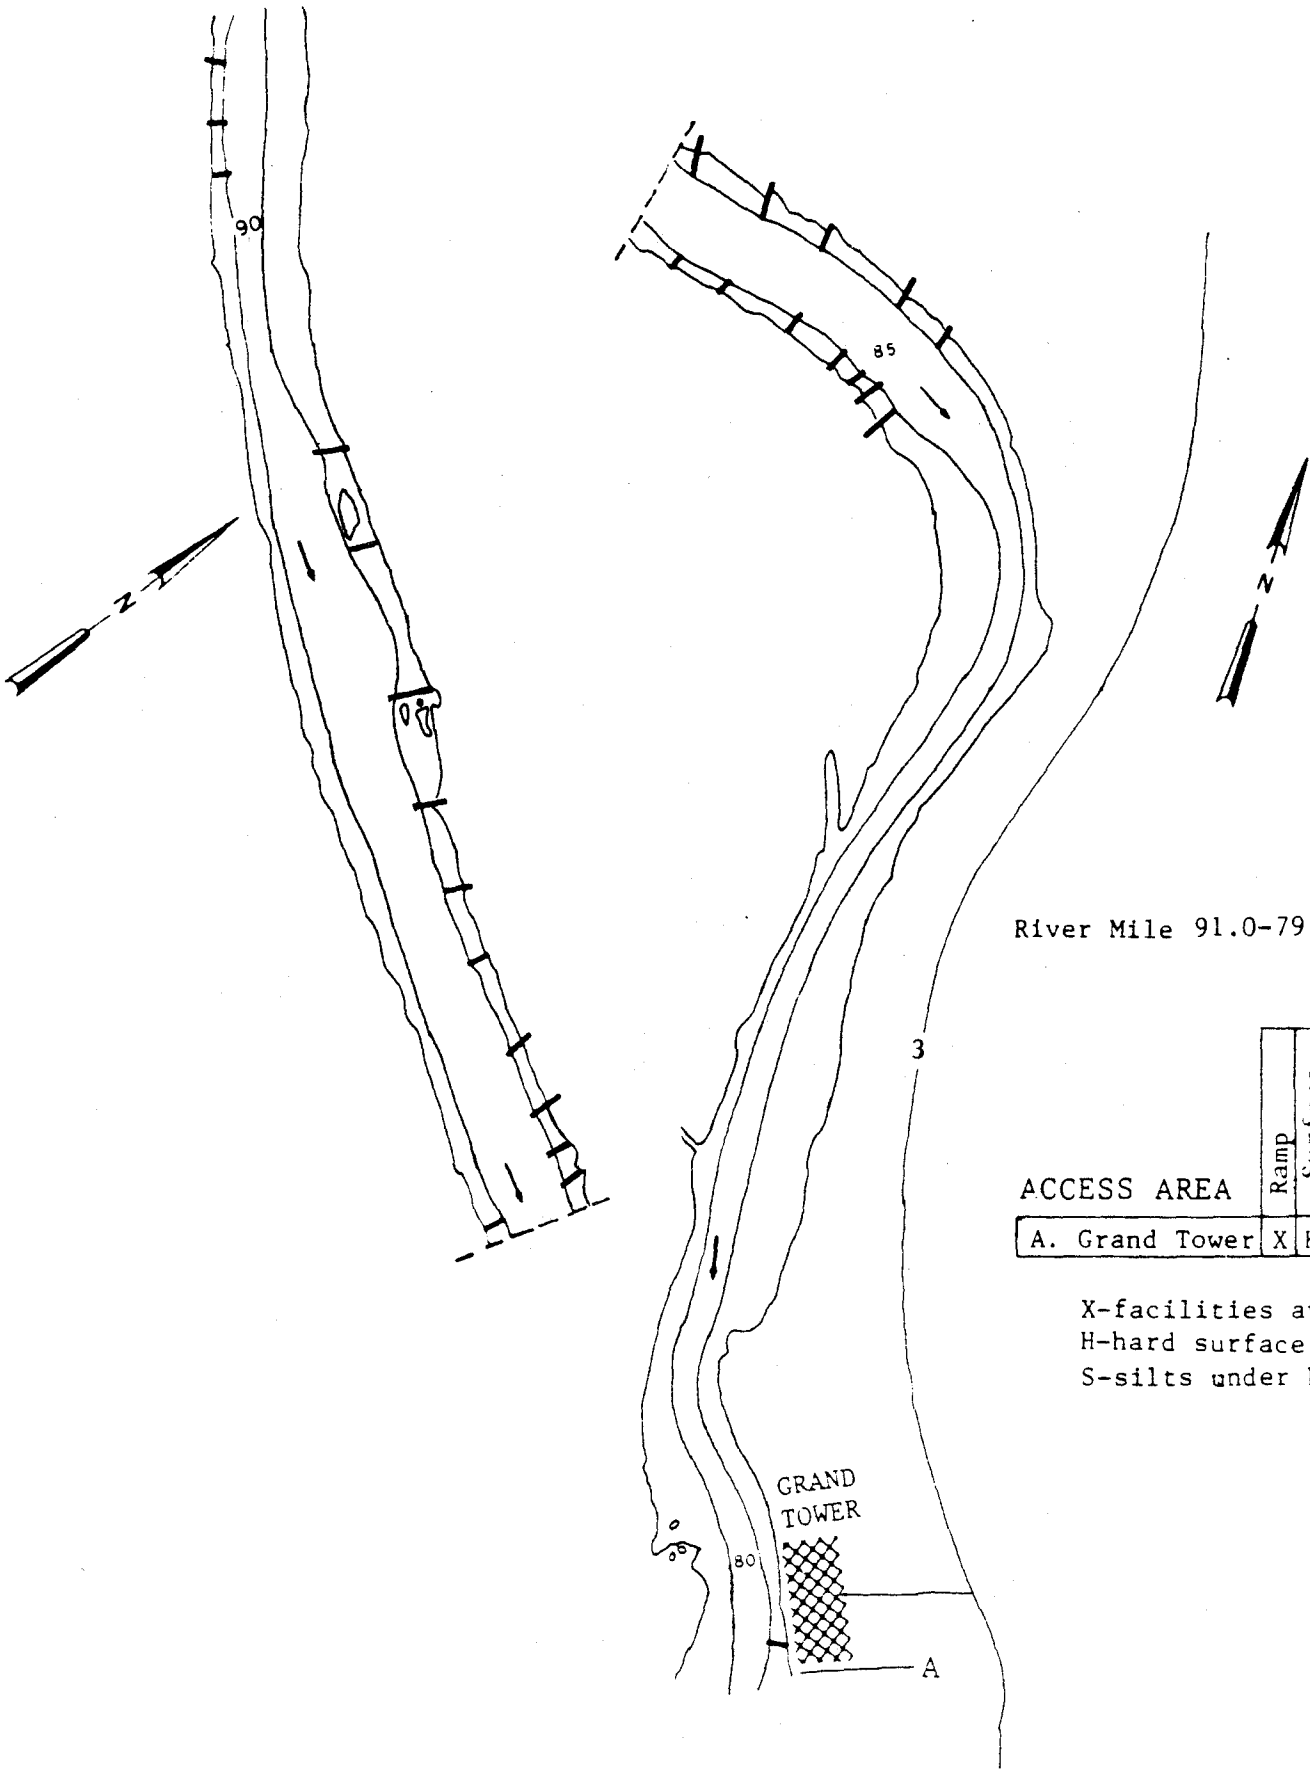 90
N
85
N
River Mile 91.0-79
3
Ramp
ACCESS AREA
A. Grand Tower X
X-facilities
H-hard surface
S-silts under
GRAND
TOWER
80
A